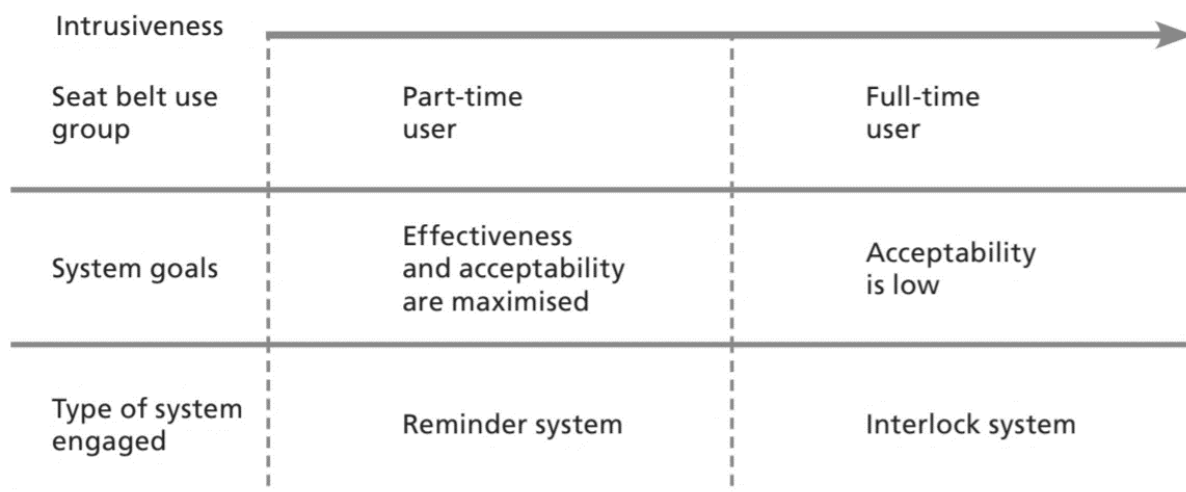 Intrusiveness
Seat belt use
group
Part-time
user
Full-time
user
System goals
Effectiveness
and acceptability
are maximised
Acceptability
is low
Type of system
engaged
Reminder system
Interlock system